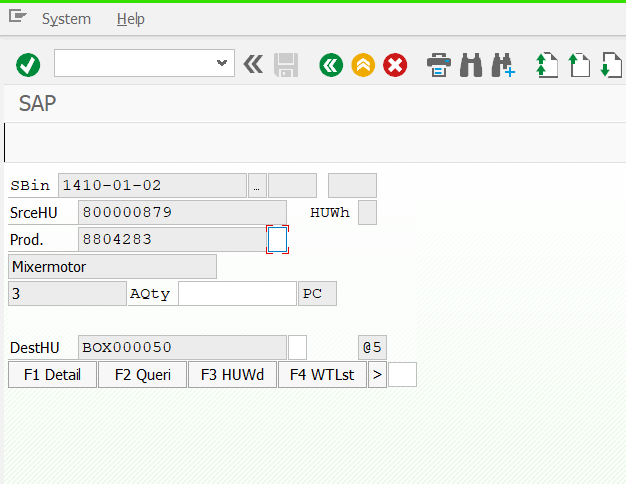 System Help
SAP
SBin 1410-01-02 ...
SrceHU 800000879 HUWh
Prod. 8804283
Mixermotor
3 AQty PC
DestHU BOX000050 @5
F1 Detail F2 Queri F3 HUWd F4 WTLst >